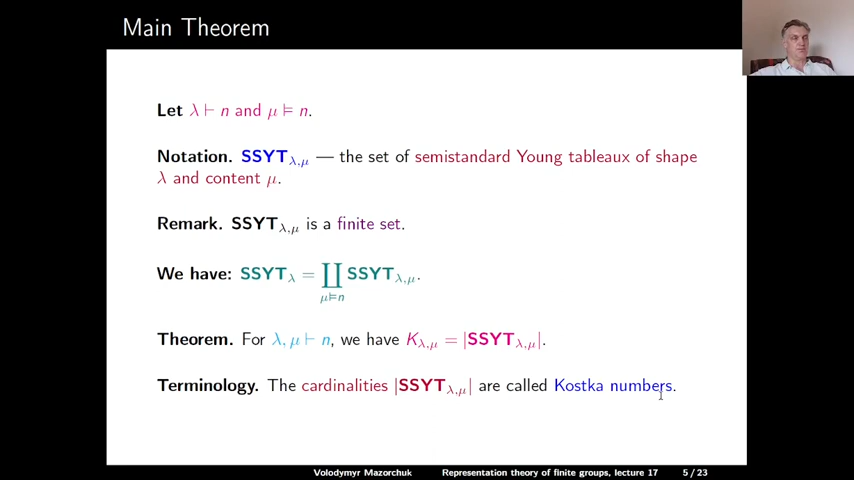 Main Theorem
Let λ ⊢ n and μ ⊨ n.
Notation. SSYT_{λ,μ} — the set of semistandard Young tableaux of shape
λ and content μ.
Remark. SSYT_{λ,μ} is a finite set.
We have: SSYT_λ = ∐_{μ⊨n} SSYT_{λ,μ}.
Theorem. For λ, μ ⊢ n, we have K_{λ,μ} = |SSYT_{λ,μ}|.
Terminology. The cardinalities |SSYT_{λ,μ}| are called Kostka numbers.
Volodymyr Mazorchuk Representation theory of finite groups, lecture 17 5 / 23